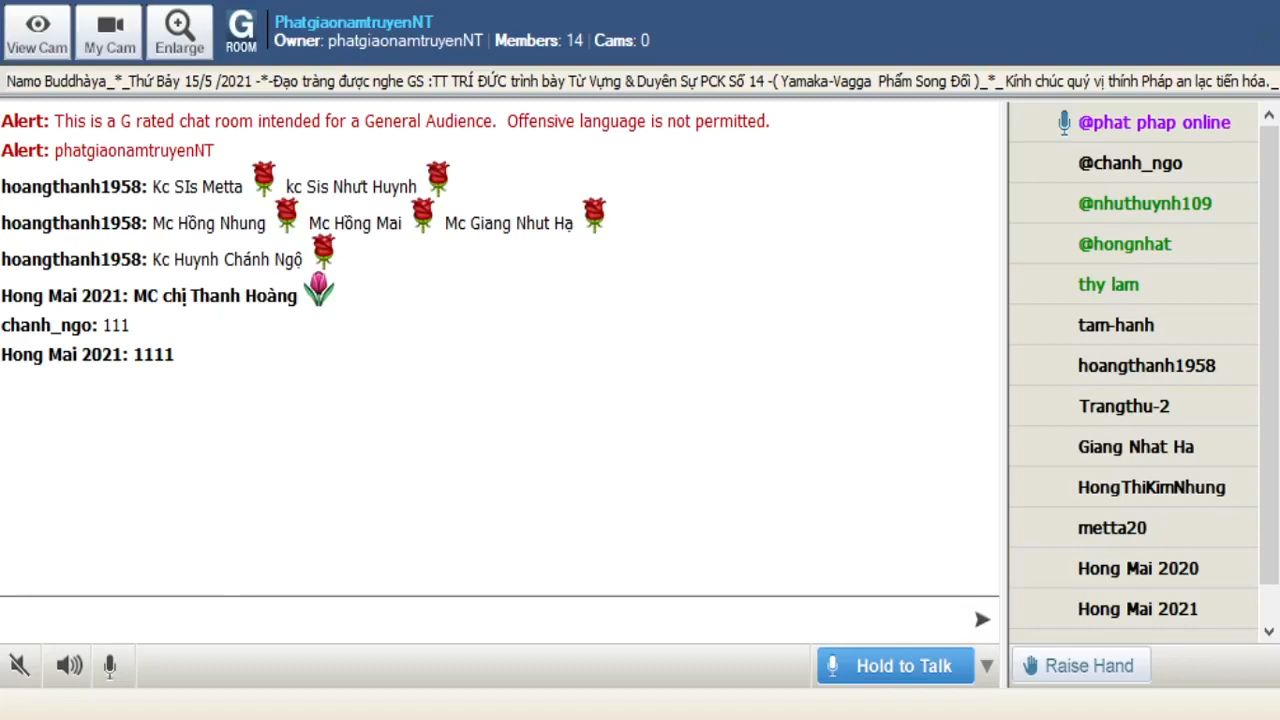 View Cam
My Cam
Enlarge
G
ROOM
PhatgiaonamtruyenNT
Owner: phatgiaonamtruyenNT | Members: 14 | Cams: 0
Namo Buddhàya_*_Thứ Bảy 15/5 /2021 -*-Đạo tràng được nghe GS :TT TRÍ ĐỨC trình bày Từ Vựng & Duyên Sự PCK Số 14 -( Yamaka-Vagga Phẩm Song Đối )_*_ Kính chúc quý vị thính Pháp an lạc tiến hóa._
Alert: This is a G rated chat room intended for a General Audience. Offensive language is not permitted.
Alert: phatgiaonamtruyenNT
hoangthanh1958: Kc SIs Metta kc Sis Như̛t Huynh
hoangthanh1958: Mc Hồng Nhung Mc Hồng Mai Mc Giang Nhut Hạ
hoangthanh1958: Kc Huynh Chánh Ngộ
Hong Mai 2021: MC chị Thanh Hoàng
chanh_ngo: 111
Hong Mai 2021: 1111
@phat phap online
@chanh_ngo
@nhuthuynh109
@hongnhat
thy lam
tam-hanh
hoangthanh1958
Trangthu-2
Giang Nhat Ha
HongThiKimNhung
metta20
Hong Mai 2020
Hong Mai 2021
Hold to Talk
Raise Hand